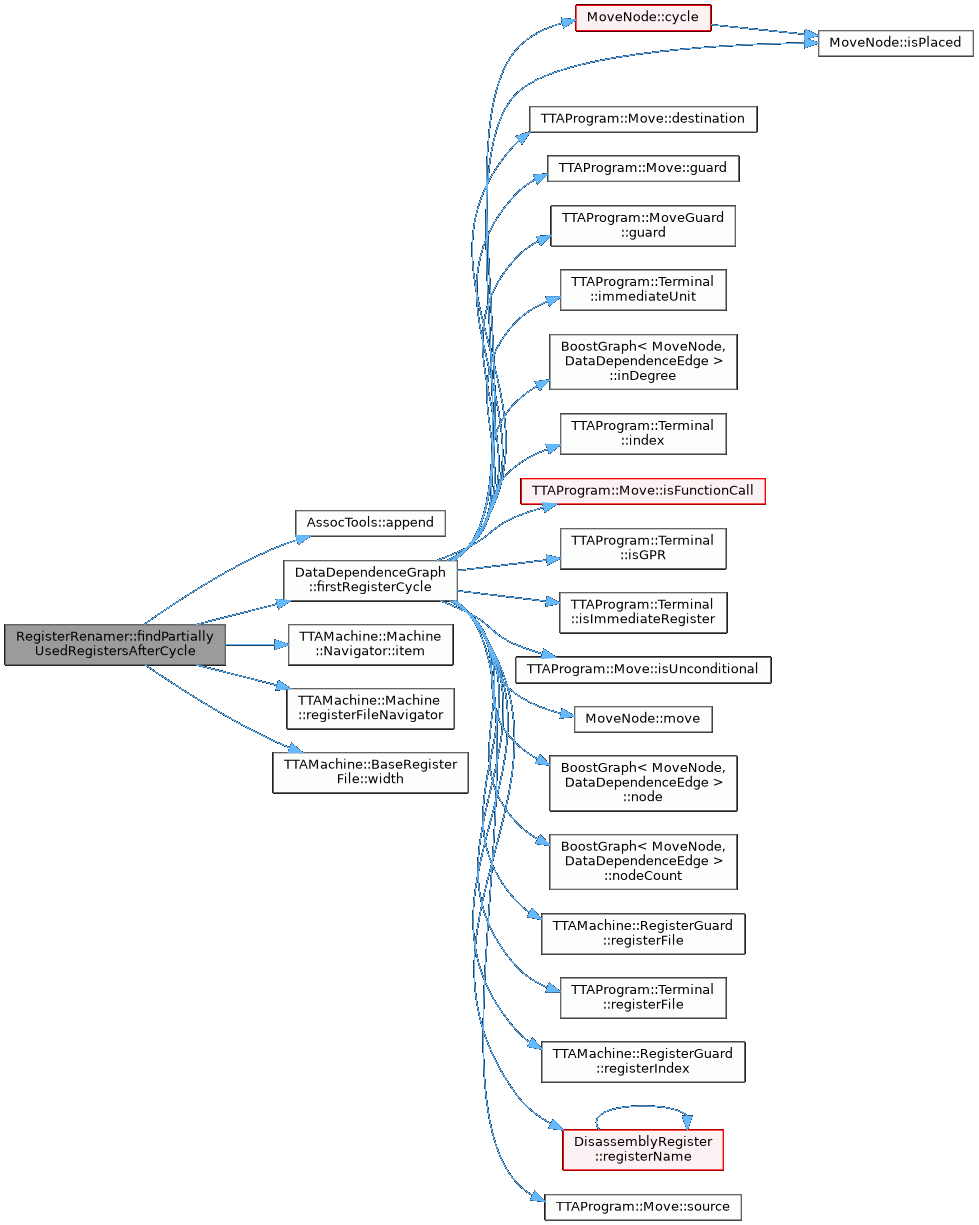 MoveNode::cycle
MoveNode::isPlaced
TTAProgram::Move::destination
TTAProgram::Move::guard
TTAProgram::MoveGuard
::guard
TTAProgram::Terminal
::immediateUnit
BoostGraph< MoveNode,
DataDependenceEdge >
::inDegree
TTAProgram::Terminal
::index
TTAProgram::Move::isFunctionCall
AssocTools::append
TTAProgram::Terminal
::isGPR
DataDependenceGraph
::firstRegisterCycle
TTAProgram::Terminal
::isImmediateRegister
RegisterRenamer::findPartially
UsedRegistersAfterCycle
TTAMachine::Machine
::Navigator::item
TTAProgram::Move::isUnconditional
TTAMachine::Machine
::registerFileNavigator
MoveNode::move
TTAMachine::BaseRegister
File::width
BoostGraph< MoveNode,
DataDependenceEdge >
::node
BoostGraph< MoveNode,
DataDependenceEdge >
::nodeCount
TTAMachine::RegisterGuard
::registerFile
TTAProgram::Terminal
::registerFile
TTAMachine::RegisterGuard
::registerIndex
DisassemblyRegister
::registerName
TTAProgram::Move::source